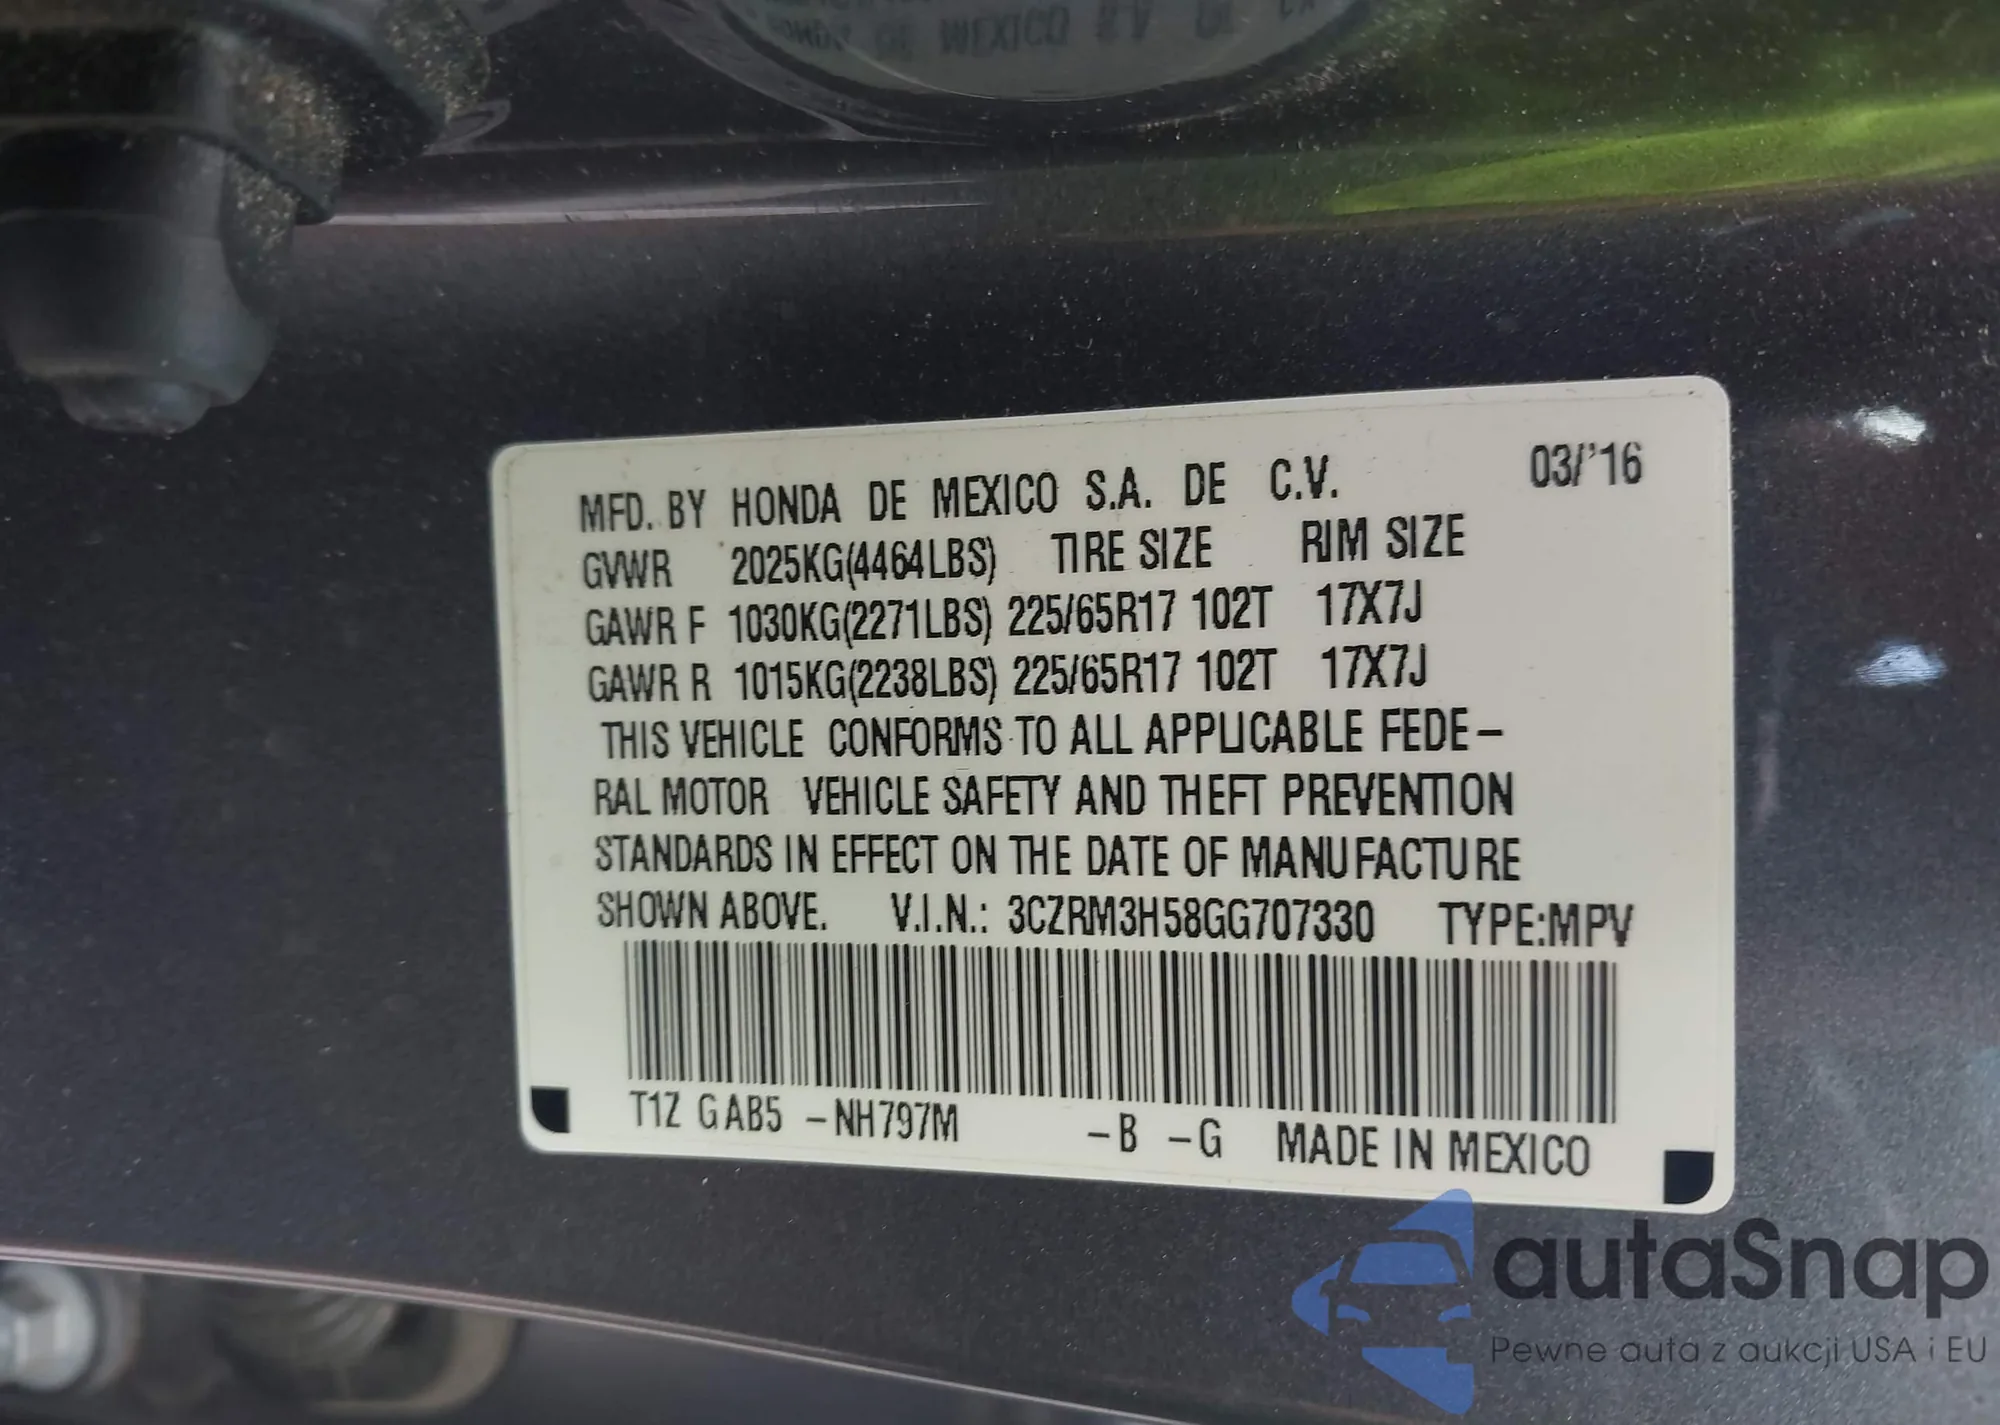 HONDA DE MEXICO
MFD. BY HONDA DE MEXICO S.A. DE C.V. 03/'16
GVWR 2025KG(4464LBS) TIRE SIZE RIM SIZE
GAWR F 1030KG(2271LBS) 225/65R17 102T 17X7J
GAWR R 1015KG(2238LBS) 225/65R17 102T 17X7J
THIS VEHICLE CONFORMS TO ALL APPLICABLE FEDE-
RAL MOTOR VEHICLE SAFETY AND THEFT PREVENTION
STANDARDS IN EFFECT ON THE DATE OF MANUFACTURE
SHOWN ABOVE. V.I.N.: 3CZRM3H58GG707330 TYPE:MPV
T1Z GAB5 -NH797M -B -G MADE IN MEXICO
autaSnap
Pewne auta z aukcji USA i EU